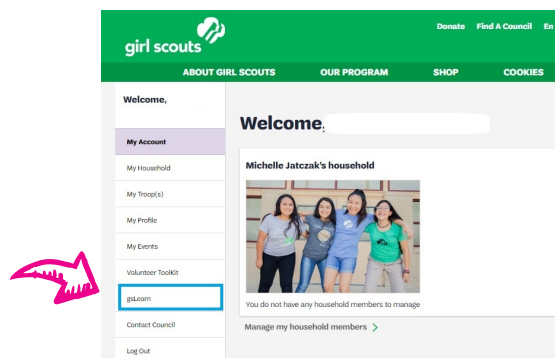 girl scouts
Donate Find A Council En
ABOUT GIRL SCOUTS OUR PROGRAM SHOP COOKIES
Welcome,
My Account
My Household
My Troop(s)
My Profile
My Events
Volunteer ToolKit
gsLearn
Contact Council
Log Out
Welcome,
Michelle Jatczak's household
You do not have any household members to manage
Manage my household members >